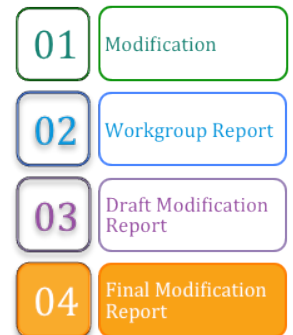 01
Modification
02
Workgroup Report
03
Draft Modification
Report
04
Final Modification
Report